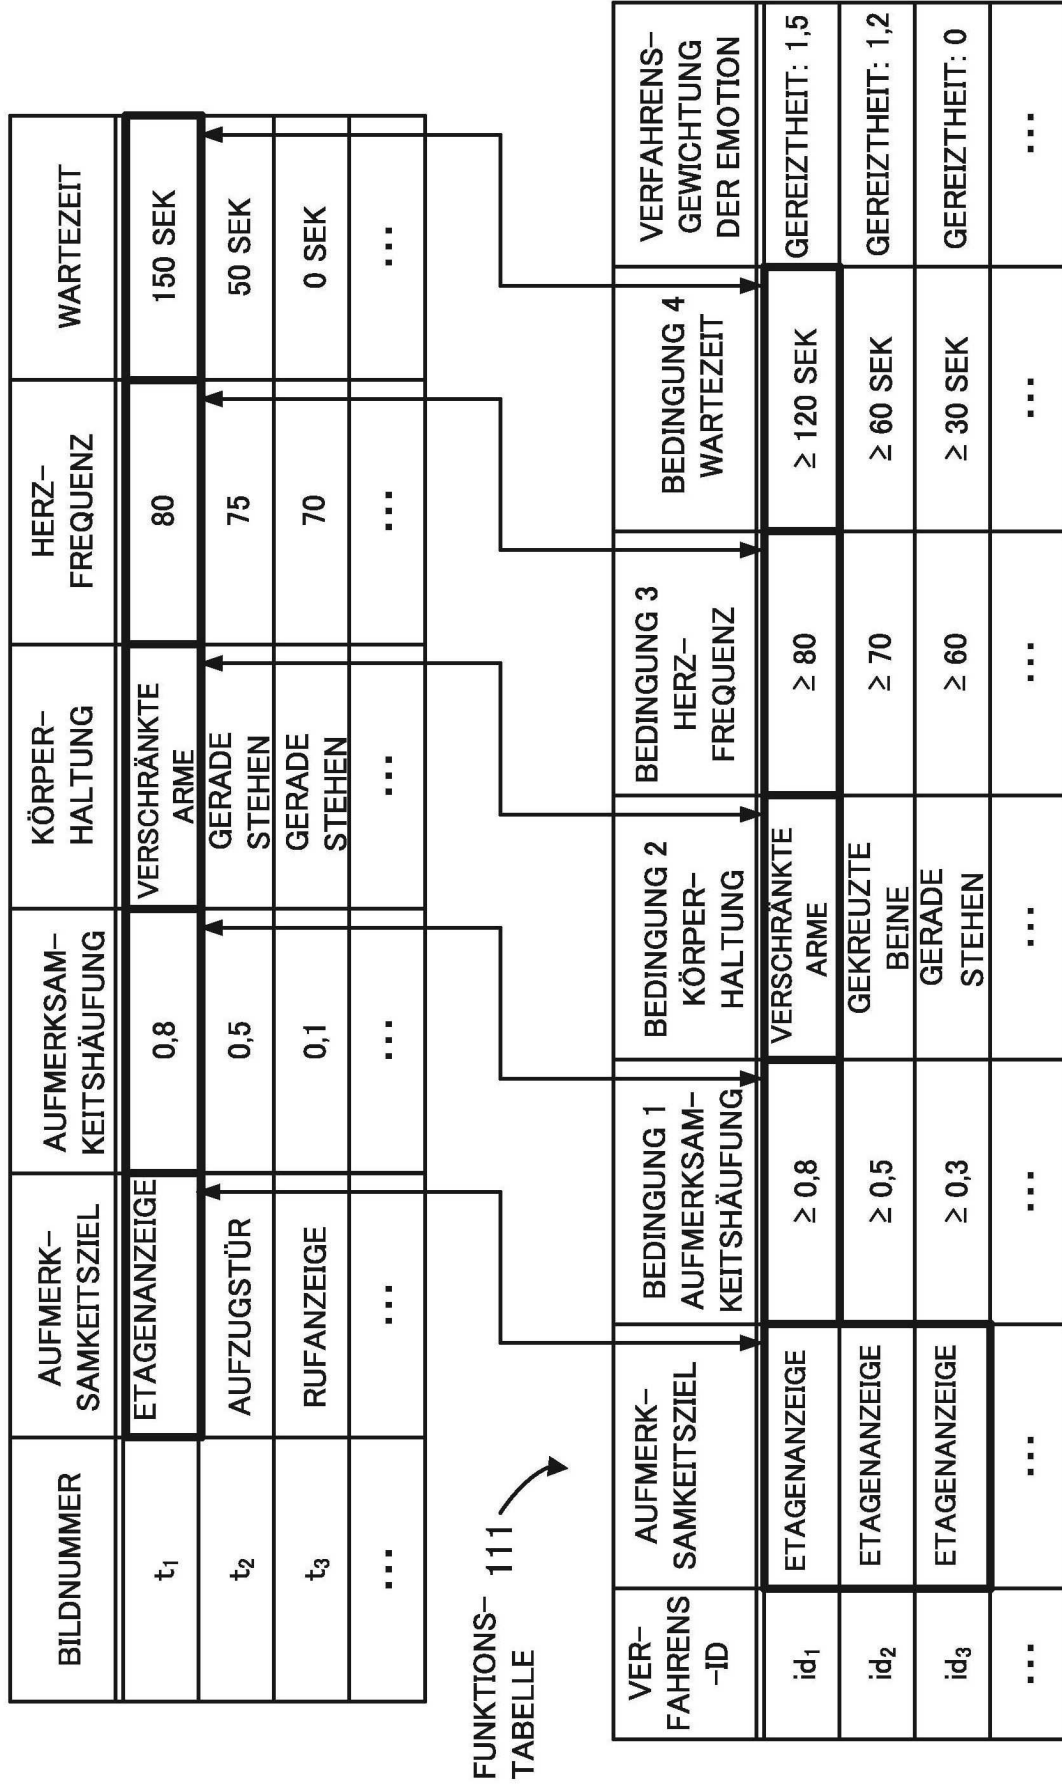 BILDNUMMER
AUFMERK–
SAMKEITSZIEL
AUFMERKSAM–
KEITSHÄUFUNG
KÖRPER–
HALTUNG
HERZ–
FREQUENZ
WARTEZEIT
t₁
ETAGENANZEIGE
0,8
VERSCHRÄNKTE
ARME
80
150 SEK
t₂
AUFZUGSTÜR
0,5
GERADE
STEHEN
75
50 SEK
t₃
RUFANZEIGE
0,1
GERADE
STEHEN
70
0 SEK
...
...
...
...
...
...
FUNKTIONS–
TABELLE
111
VER–
FAHRENS
–ID
AUFMERK–
SAMKEITSZIEL
BEDINGUNG 1
AUFMERKSAM–
KEITSHÄUFUNG
BEDINGUNG 2
KÖRPER–
HALTUNG
BEDINGUNG 3
HERZ–
FREQUENZ
BEDINGUNG 4
WARTEZEIT
VERFAHRENS–
GEWICHTUNG
DER EMOTION
id₁
ETAGENANZEIGE
≥ 0,8
VERSCHRÄNKTE
ARME
≥ 80
≥ 120 SEK
GEREIZTHEIT: 1,5
id₂
ETAGENANZEIGE
≥ 0,5
GEKREUZTE
BEINE
≥ 70
≥ 60 SEK
GEREIZTHEIT: 1,2
id₃
ETAGENANZEIGE
≥ 0,3
GERADE
STEHEN
≥ 60
≥ 30 SEK
GEREIZTHEIT: 0
...
...
...
...
...
...
...